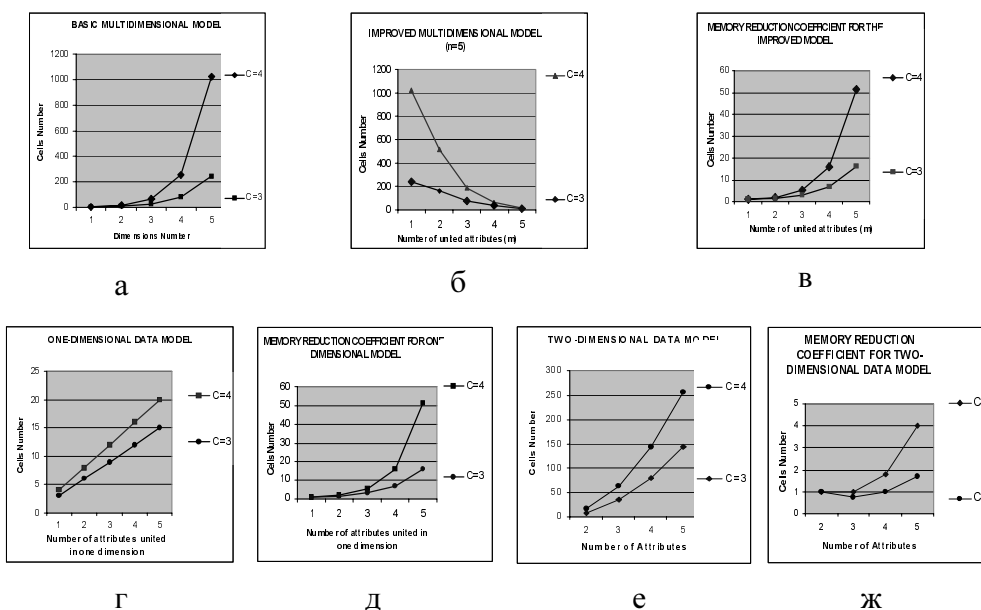 BASIC MULTIDIMENSIONAL MODEL
1200
1000
800
600
400
200
0
1 2 3 4 5
Cells Number
Dimensions Number
C=4
C=3
а
IMPROVED MULTIDIMENSIONAL MODEL
(n=5)
1200
1000
800
600
400
200
0
1 2 3 4 5
Cells Number
Number of united attributes (m)
C=4
C=3
б
MEMORY REDUCTION COEFFICIENT FOR THE
IMPROVED MODEL
60
50
40
30
20
10
0
1 2 3 4 5
Cells Number
Number of united attributes (m)
C=4
C=3
в
ONE-DIMENSIONAL DATA MODEL
25
20
15
10
5
0
1 2 3 4 5
Cells Number
Number of attributes united
in one dimension
C=4
C=3
г
MEMORY REDUCTION COEFFICIENT FOR
DIMENSIONAL MODEL
60
50
40
30
20
10
0
1 2 3 4 5
Cells Number
Number of attributes united in
one dimension
C=4
C=3
д
TWO-DIMENSIONAL DATA MODEL
300
250
200
150
100
50
0
2 3 4 5
Cells Number
Number of Attributes
C=4
C=3
е
MEMORY REDUCTION
COEFFICIENT FOR TWO-
DIMENSIONAL DATA MODEL
5
4
3
2
1
0
2 3 4 5
Cells Number
Number of Attributes
C
C
ж